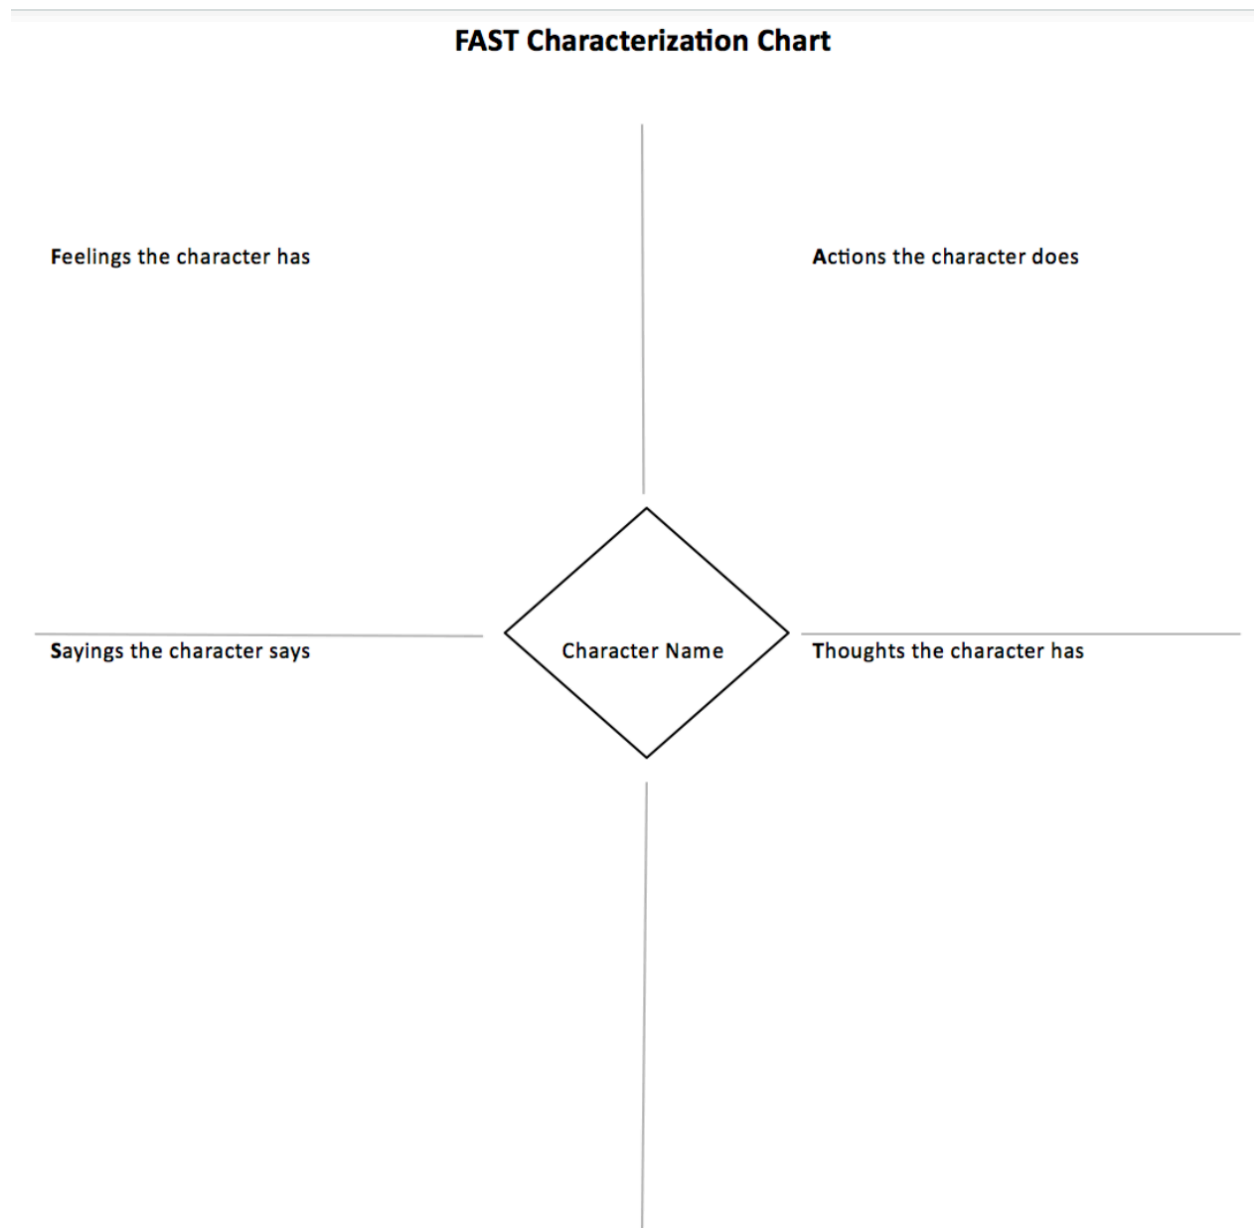 FAST Characterization Chart
Feelings the character has
Actions the character does
Sayings the character says
Character Name
Thoughts the character has